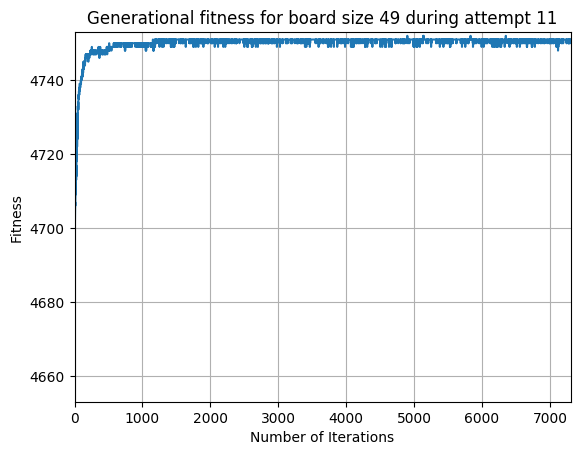 Generational fitness for board size 49 during attempt 11
4740
4720
4700
4680
4660
Fitness
0 1000 2000 3000 4000 5000 6000 7000
Number of Iterations